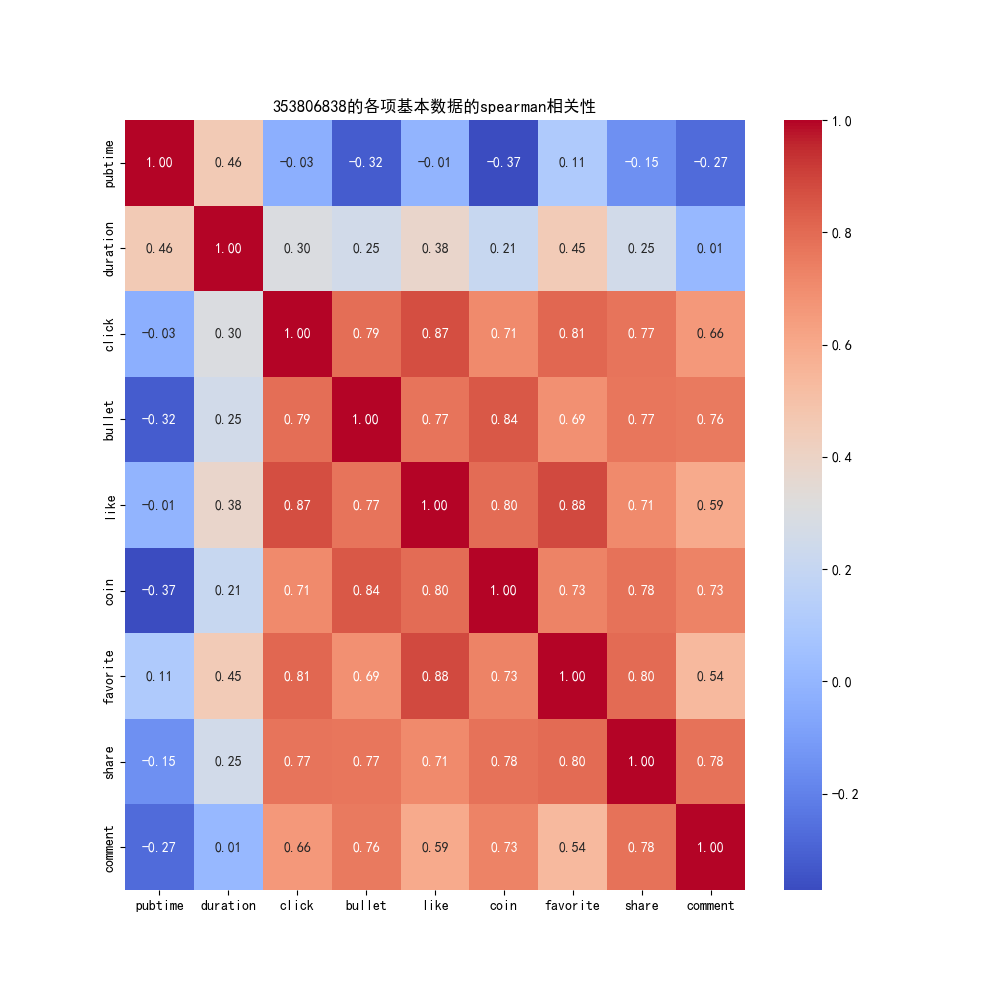 353806838的各项基本数据的spearman相关性
pubtime 1.00 0.46 -0.03 -0.32 -0.01 -0.37 0.11 -0.15 -0.27
duration 0.46 1.00 0.30 0.25 0.38 0.21 0.45 0.25 0.01
click -0.03 0.30 1.00 0.79 0.87 0.71 0.81 0.77 0.66
bullet -0.32 0.25 0.79 1.00 0.77 0.84 0.69 0.77 0.76
like -0.01 0.38 0.87 0.77 1.00 0.80 0.88 0.71 0.59
coin -0.37 0.21 0.71 0.84 0.80 1.00 0.73 0.78 0.73
favorite 0.11 0.45 0.81 0.69 0.88 0.73 1.00 0.80 0.54
share -0.15 0.25 0.77 0.77 0.71 0.78 0.80 1.00 0.78
comment -0.27 0.01 0.66 0.76 0.59 0.73 0.54 0.78 1.00
pubtime duration click bullet like coin favorite share comment
1.0
0.8
0.6
0.4
0.2
0.0
-0.2